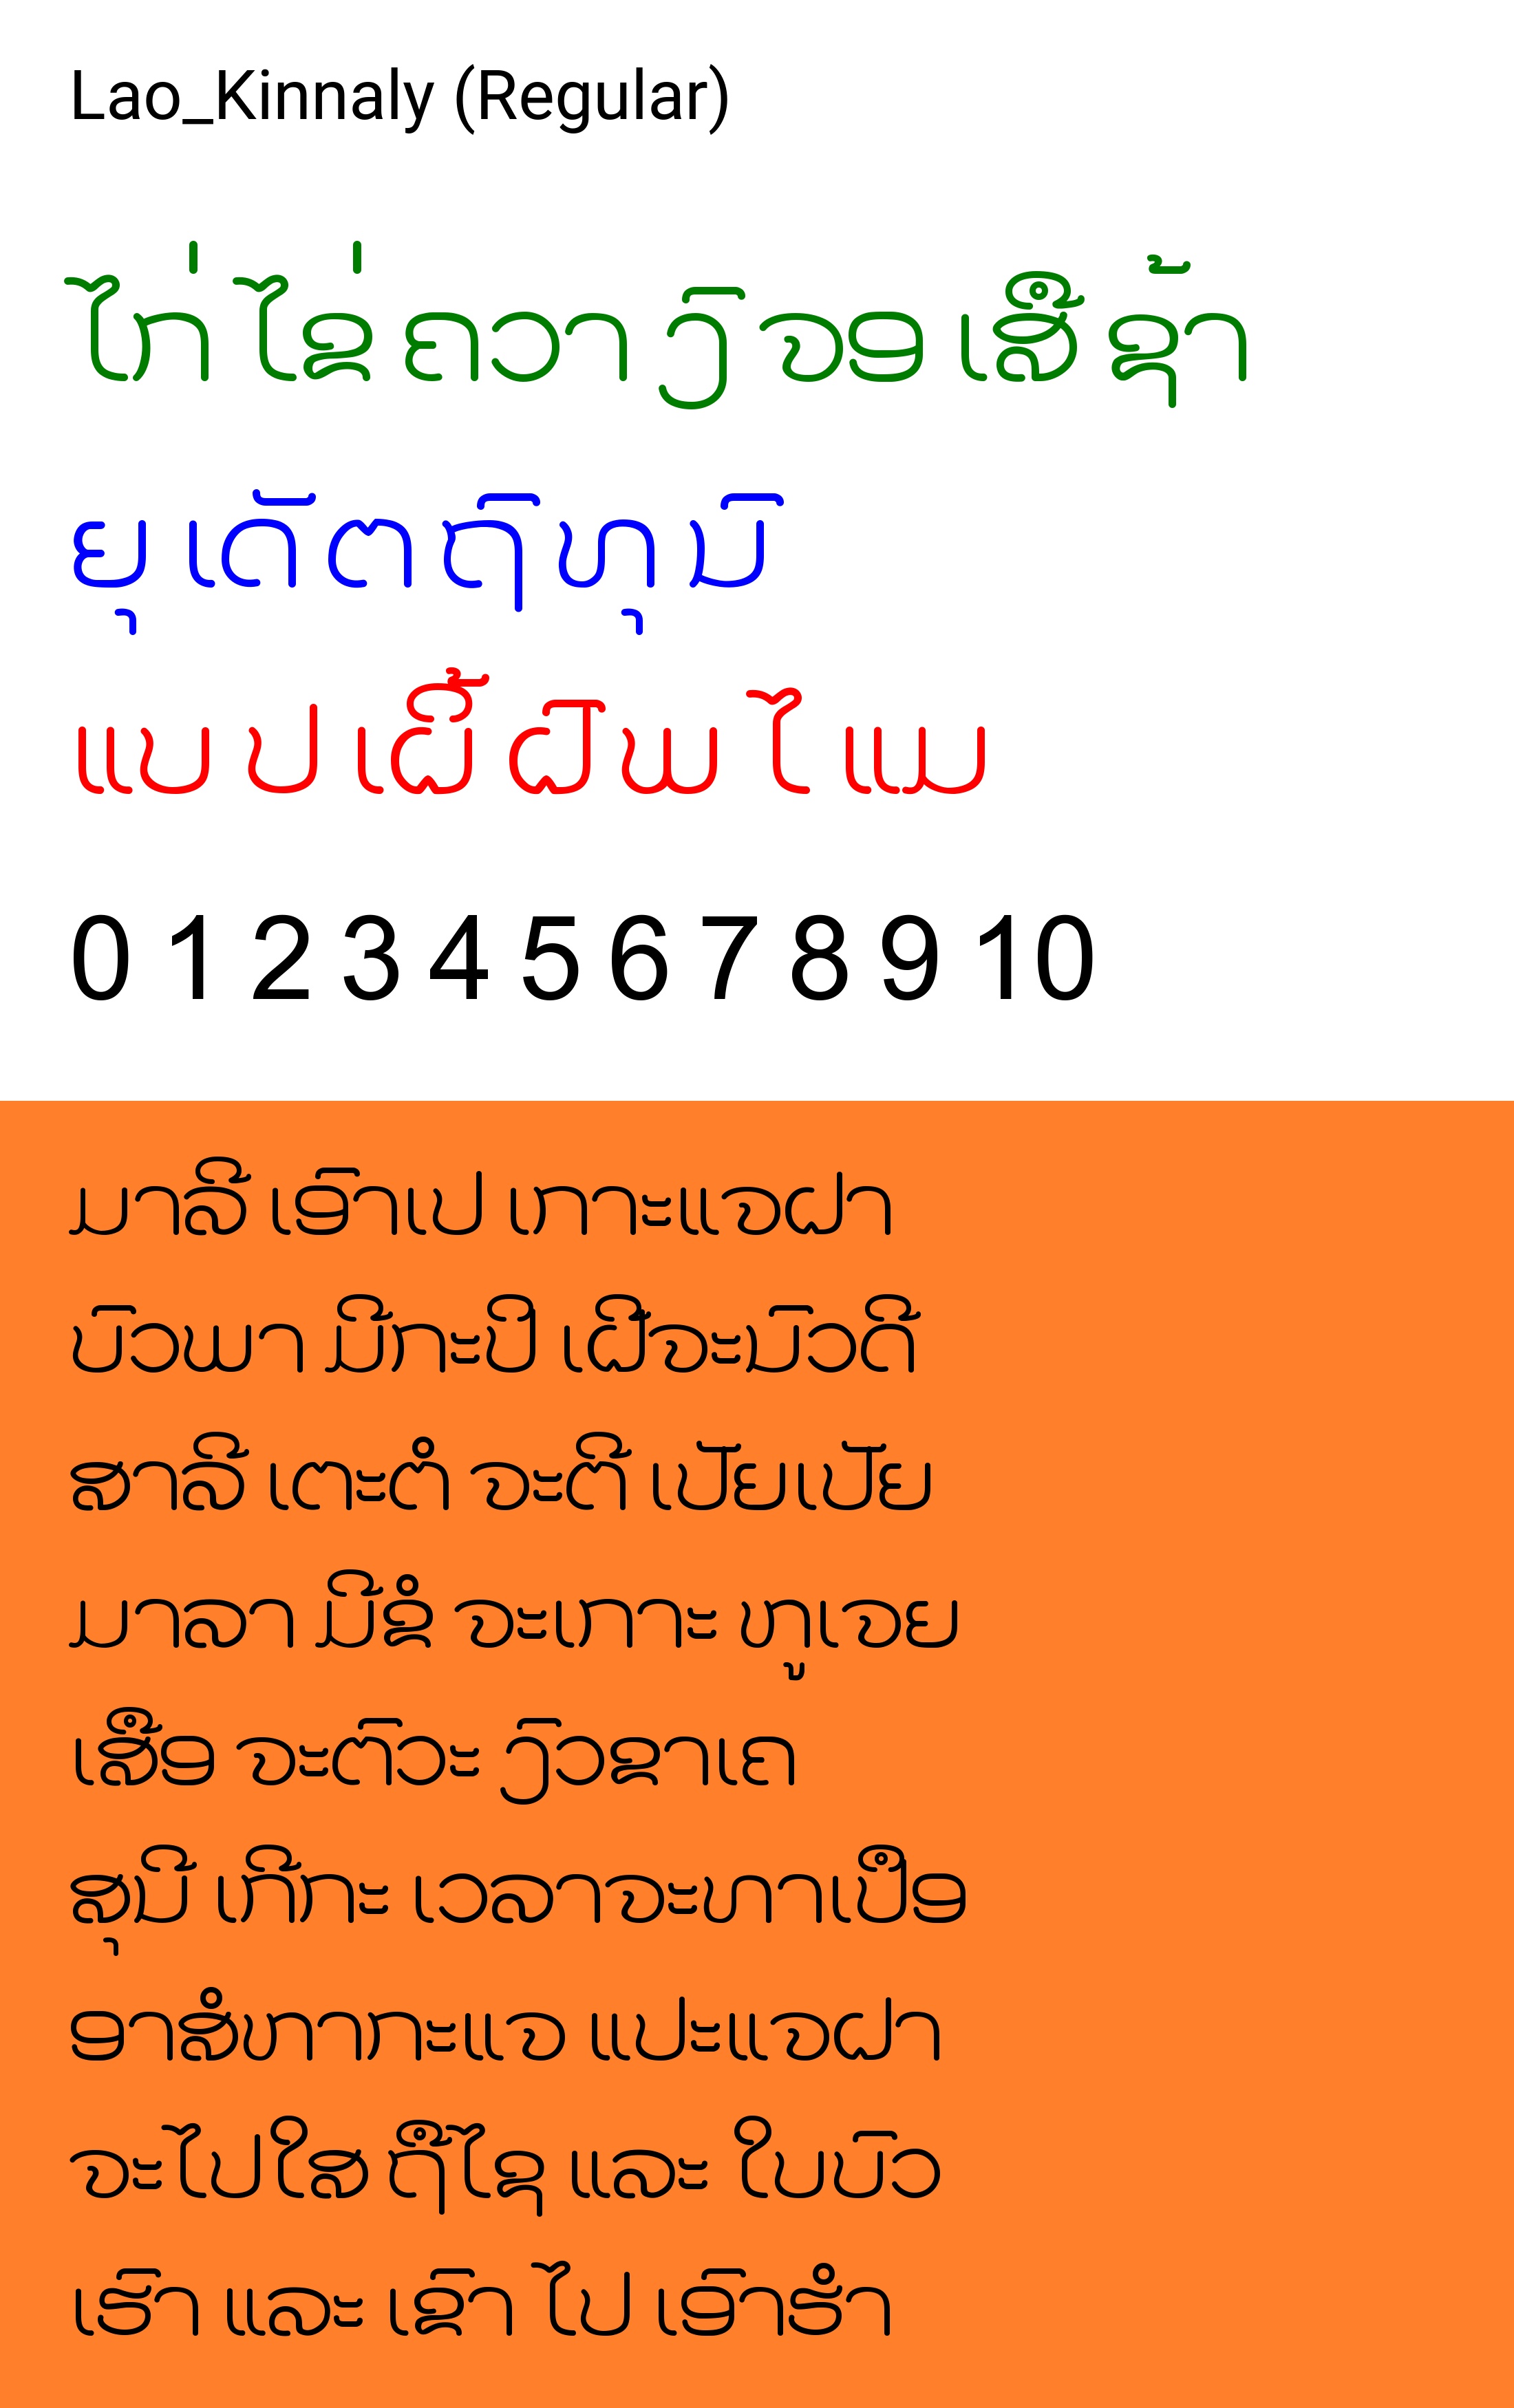 Lao_Kinnaly (Regular)
ໄກ່ ໄຂ່ ຄວາ ງົ ຈອ ເສື ຊ້າ
ຍຸ ເດັ ຕ ຖົ ທຸ ນົ
ແບ ປ ເຜີ້ ຝົ ພ ໄ ແຟ
0 1 2 3 4 5 6 7 8 9 10
ມາລີ ເອົາເປ ເກາະແຈຝາ
ບົວພາ ມີກະປິ ເຝີຈະນົວດີ
ສາລີ ເຕະຕໍ ຈະຕີ ເປັຍເປັຍ
ມາລາ ມີຂໍ ຈະເກາະ ຫູເຈຍ
ເສືອ ຈະຕົວະ ງົວຂາເຄ
ສຸນີ ເກີກະ ເວລາຈະທາເປິອ
ອາສໍຫາກະແຈ ແປະແຈຝາ
ຈະໄປໃສ ຖືໄຊ ແລະ ໃບບົວ
ເຮົາ ແລະ ເຂົາ ໄປ ເອົາຮໍາ